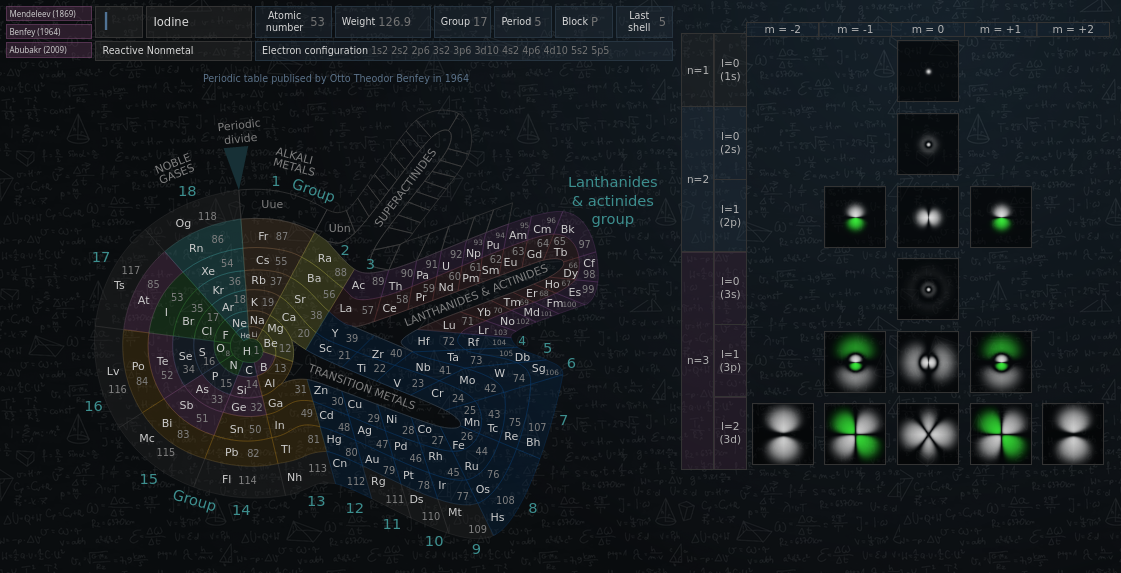 Mendeleev (1869)
Benfey (1964)
Abubakr (2009)
I
Iodine
Atomic number 53
Weight 126.9
Group 17
Period 5
Block P
Last shell 5
Reactive Nonmetal
Electron configuration 1s2 2s2 2p6 3s2 3p6 3d10 4s2 4p6 4d10 5s2 5p5
Periodic table publised by Otto Theodor Benfey in 1964
Periodic divide
NOBLE GASES
ALKALI METALS
Group
SUPERACTINIDES
Lanthanides & actinides group
LANTHANIDES & ACTINIDES
TRANSITION METALS
Group
1
2
3
4
5
6
7
8
9
10
11
12
13
14
15
16
17
18
Uue
Ubn
Og 118
Rn 86
Xe 54
Kr 36
Ar 18
Ne
He
Fr 87
Cs 55
Rb 37
K 19
Na
Li
Ra 88
Ba 56
Sr 38
Ca 20
Mg 12
Be
Ts 117
At 85
I 53
Br 35
Cl 17
F
H 1
Lv 116
Po 84
Te 52
Se 34
S 16
O 8
Mc 115
Bi 83
Sb 51
As 33
P 15
N
Fl 114
Pb 82
Sn 50
Ge 32
Si 14
C
Nh 113
Tl 81
In 49
Ga 31
Al 13
B
Ac 89
Th 90
Pa 91
U 92
Np 93
Pu 94
Am 95
Cm 96
Bk 97
Cf 98
Es 99
Fm 100
Md 101
No 102
Lr 103
La 57
Ce 58
Pr 59
Nd 60
Pm 61
Sm 62
Eu 63
Gd 64
Tb 65
Dy 66
Ho 67
Er 68
Tm 69
Yb 70
Lu 71
Y 39
Sc 21
Zr 40
Ti 22
Hf 72
Rf 104
Nb 41
V 23
Ta 73
Db 105
Mo 42
Cr 24
W 74
Sg 106
Mn 25
Tc 43
Re 75
Bh 107
Fe 26
Ru 44
Os 76
Hs 108
Co 27
Rh 45
Ir 77
Mt 109
Ni 28
Pd 46
Pt 78
Ds 110
Cu 29
Ag 47
Au 79
Rg 111
Zn 30
Cd 48
Hg 80
Cn 112
m = -2
m = -1
m = 0
m = +1
m = +2
n=1
l=0 (1s)
n=2
l=0 (2s)
l=1 (2p)
n=3
l=0 (3s)
l=1 (3p)
l=2 (3d)